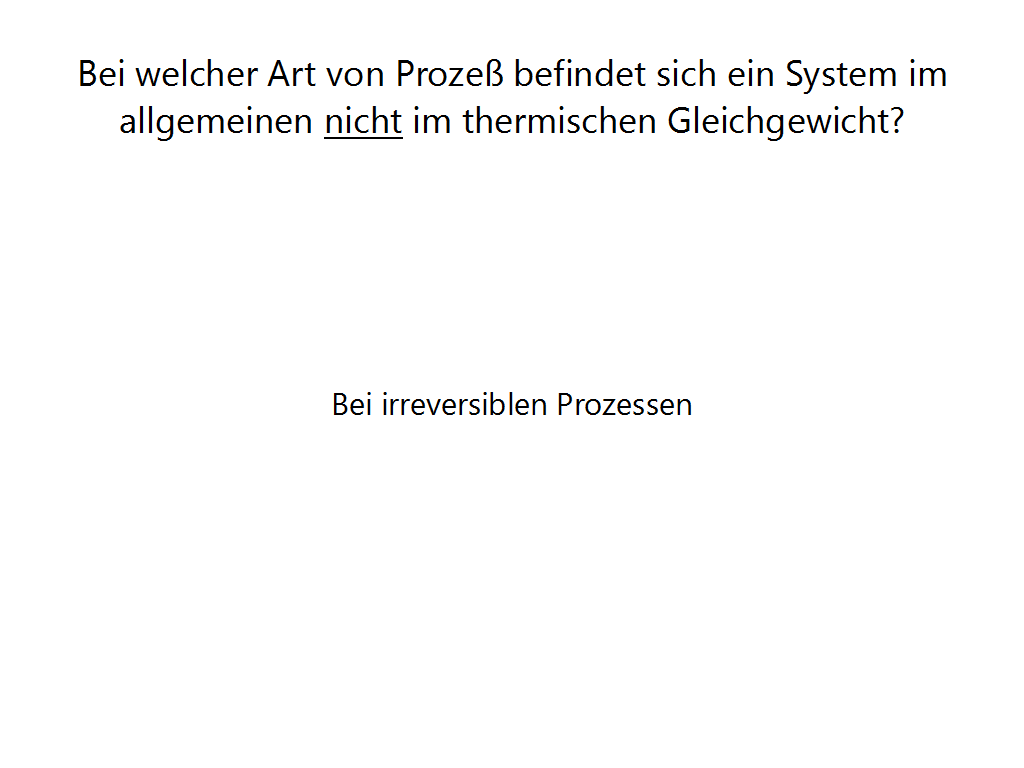 Bei welcher Art von Prozeß befindet sich ein System im
allgemeinen nicht im thermischen Gleichgewicht?
Bei irreversiblen Prozessen